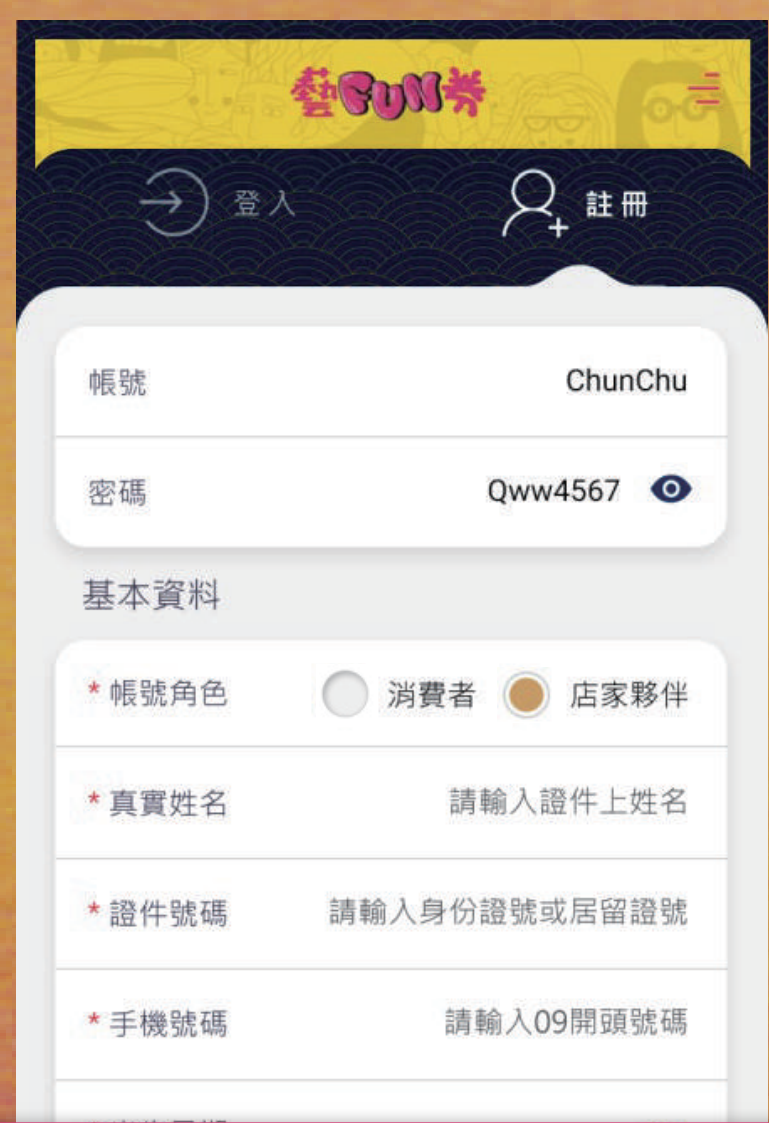 藝FUN券
登入 註冊
帳號 ChunChu
密碼 Qww4567
基本資料
* 帳號角色 消費者 店家夥伴
* 真實姓名 請輸入證件上姓名
* 證件號碼 請輸入身份證號或居留證號
* 手機號碼 請輸入09開頭號碼